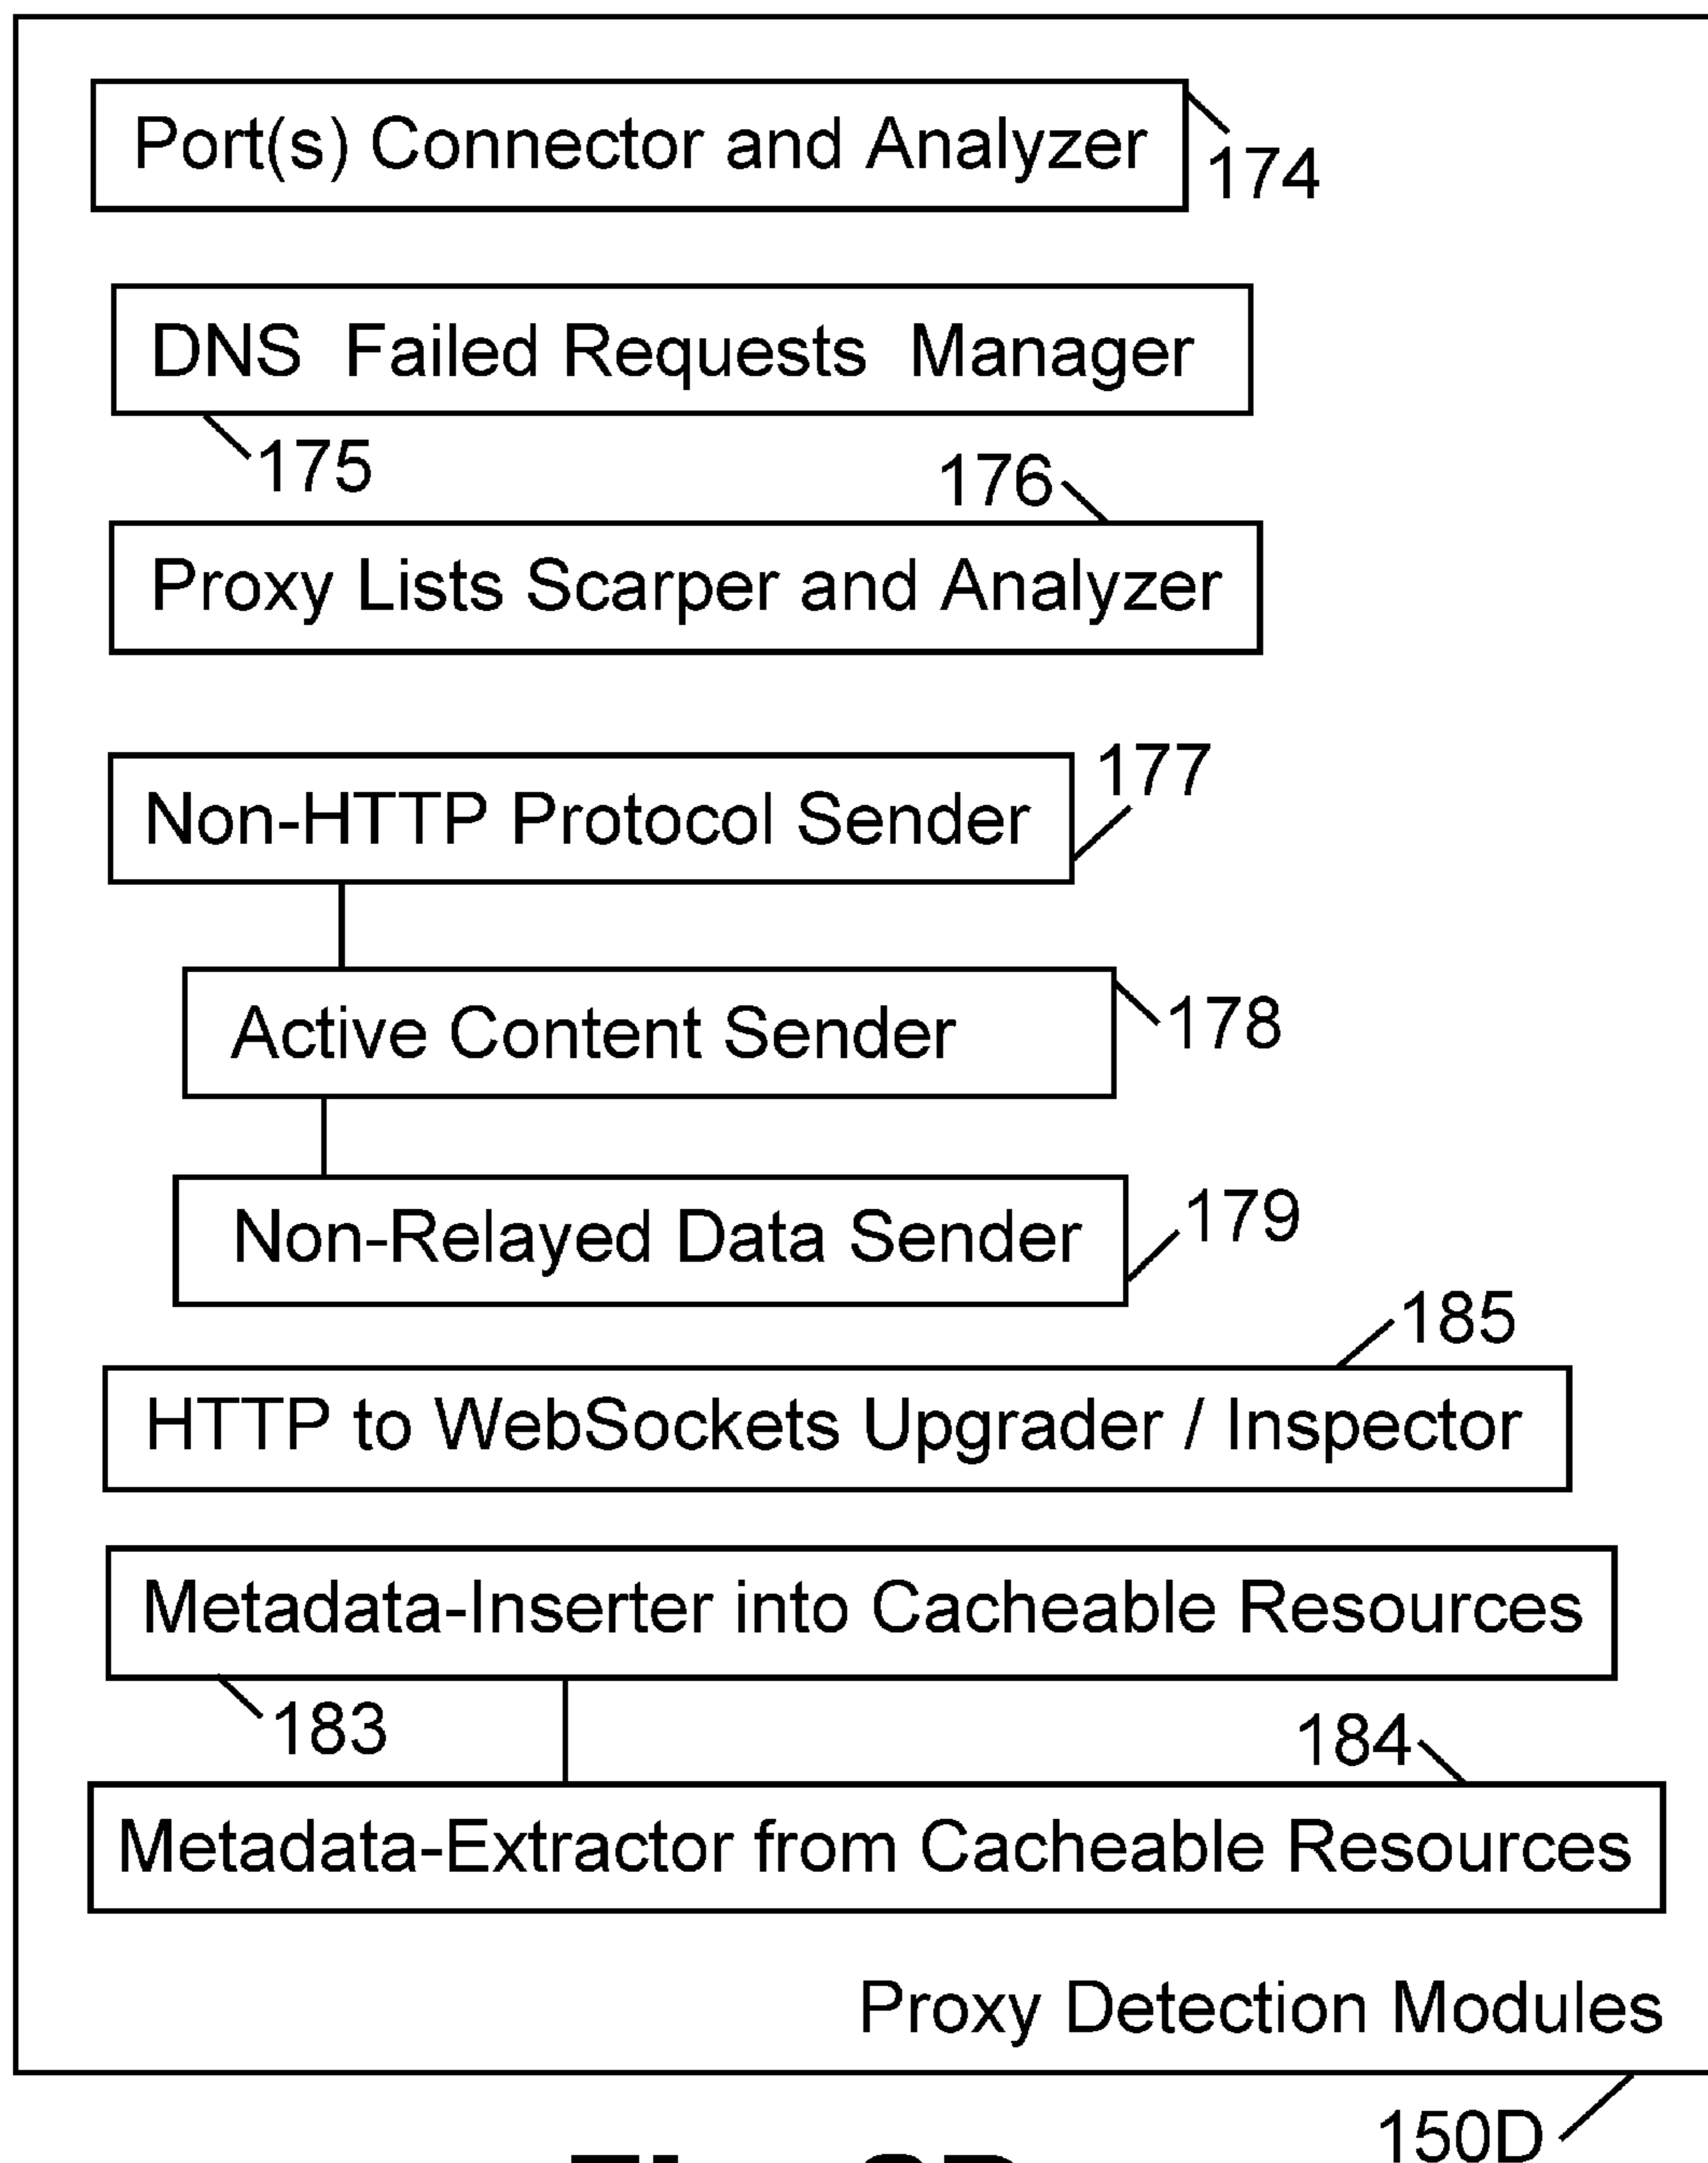 Port(s) Connector and Analyzer
174
DNS Failed Requests Manager
175
176
Proxy Lists Scarper and Analyzer
177
Non-HTTP Protocol Sender
Active Content Sender
178
Non-Relayed Data Sender
179
185
HTTP to WebSockets Upgrader / Inspector
Metadata-Inserter into Cacheable Resources
183
184
Metadata-Extractor from Cacheable Resources
Proxy Detection Modules
150D